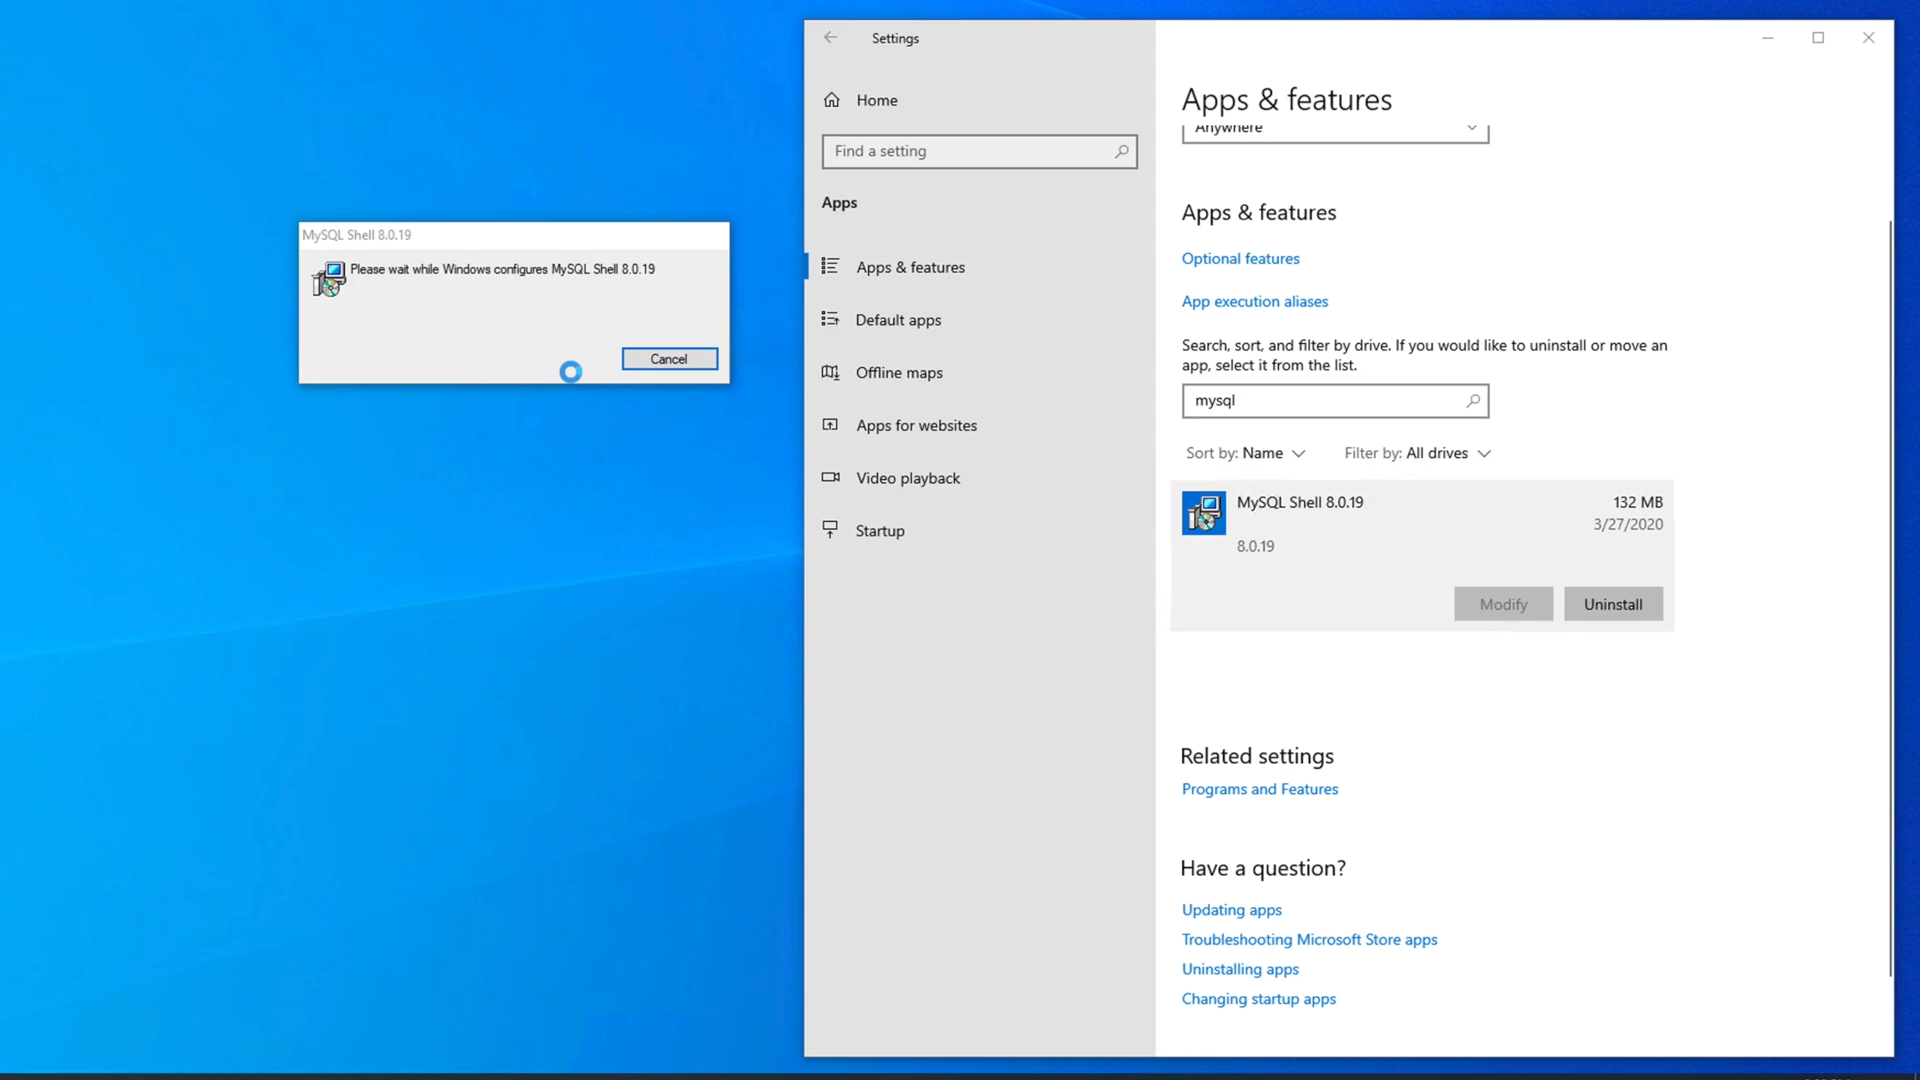 MySQL Shell 8.0.19
Please wait while Windows configures MySQL Shell 8.0.19
Cancel
Settings
Home
Find a setting
Apps
Apps & features
Default apps
Offline maps
Apps for websites
Video playback
Startup
Apps & features
Anywhere
Apps & features
Optional features
App execution aliases
Search, sort, and filter by drive. If you would like to uninstall or move an
app, select it from the list.
mysql
Sort by: Name
Filter by: All drives
MySQL Shell 8.0.19
132 MB
3/27/2020
8.0.19
Modify
Uninstall
Related settings
Programs and Features
Have a question?
Updating apps
Troubleshooting Microsoft Store apps
Uninstalling apps
Changing startup apps